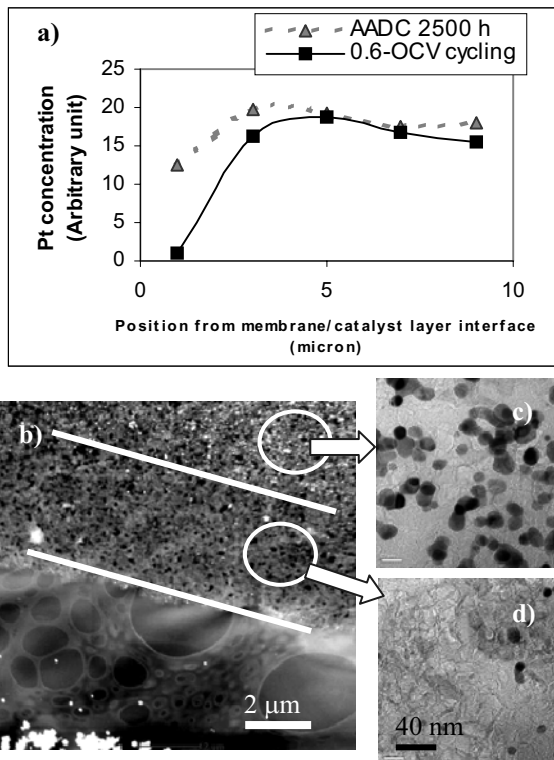 a)
AADC 2500 h
0.6-OCV cycling
Pt concentration
(Arbitrary unit)
25
20
15
10
5
0
0
5
10
Position from membrane/catalyst layer interface
(micron)
b)
c)
d)
2 μm
40 nm